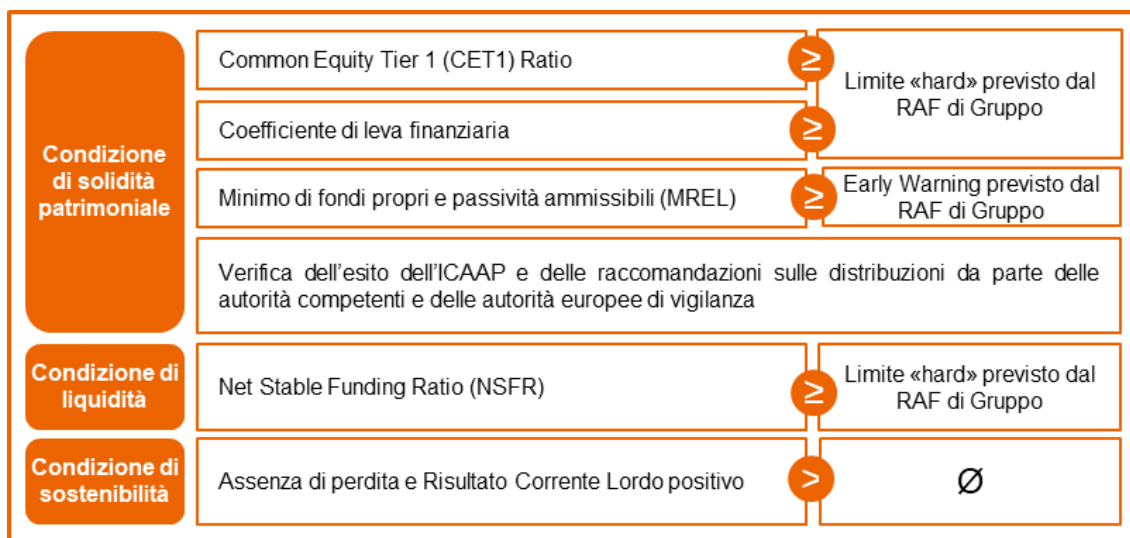 Condizione
di solidità
patrimoniale
Common Equity Tier 1 (CET1) Ratio
≥
Limite «hard» previsto dal
RAF di Gruppo
Coefficiente di leva finanziaria
≥
Minimo di fondi propri e passività ammissibili (MREL)
≥
Early Warning previsto dal
RAF di Gruppo
Verifica dell'esito dell'ICAAP e delle raccomandazioni sulle distribuzioni da parte delle
autorità competenti e delle autorità europee di vigilanza
Condizione di
liquidità
Net Stable Funding Ratio (NSFR)
≥
Limite «hard» previsto dal
RAF di Gruppo
Condizione di
sostenibilità
Assenza di perdita e Risultato Corrente Lordo positivo
>
Ø